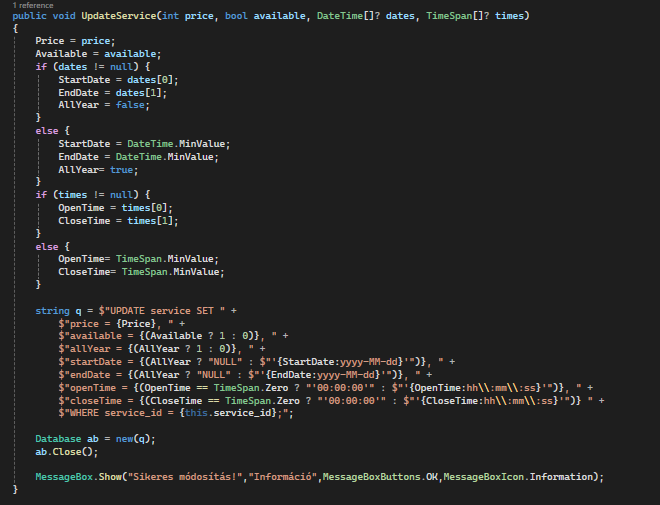 1 reference
public void UpdateService(int price, bool available, DateTime[]? dates, TimeSpan[]? times)
{
    Price = price;
    Available = available;
    if (dates != null) {
        StartDate = dates[0];
        EndDate = dates[1];
        AllYear = false;
    }
    else {
        StartDate = DateTime.MinValue;
        EndDate = DateTime.MinValue;
        AllYear= true;
    }
    if (times != null) {
        OpenTime = times[0];
        CloseTime = times[1];
    }
    else {
        OpenTime= TimeSpan.MinValue;
        CloseTime= TimeSpan.MinValue;
    }
    string q = $"UPDATE service SET " +
        $"price = {Price}, " +
        $"available = {(Available ? 1 : 0)}, " +
        $"allYear = {(AllYear ? 1 : 0)}, " +
        $"startDate = {(AllYear ? "NULL" : $"'{StartDate:yyyy-MM-dd}'")}, " +
        $"endDate = {(AllYear ? "NULL" : $"'{EndDate:yyyy-MM-dd}'")}, " +
        $"openTime = {(OpenTime == TimeSpan.Zero ? "'00:00:00'" : $"'{OpenTime:hh\\:mm\\:ss}'")}, " +
        $"closeTime = {(CloseTime == TimeSpan.Zero ? "'00:00:00'" : $"'{CloseTime:hh\\:mm\\:ss}'")} " +
        $"WHERE service_id = {this.service_id};";
    Database ab = new(q);
    ab.Close();
    MessageBox.Show("Sikeres módosítás!","Információ",MessageBoxButtons.OK,MessageBoxIcon.Information);
}